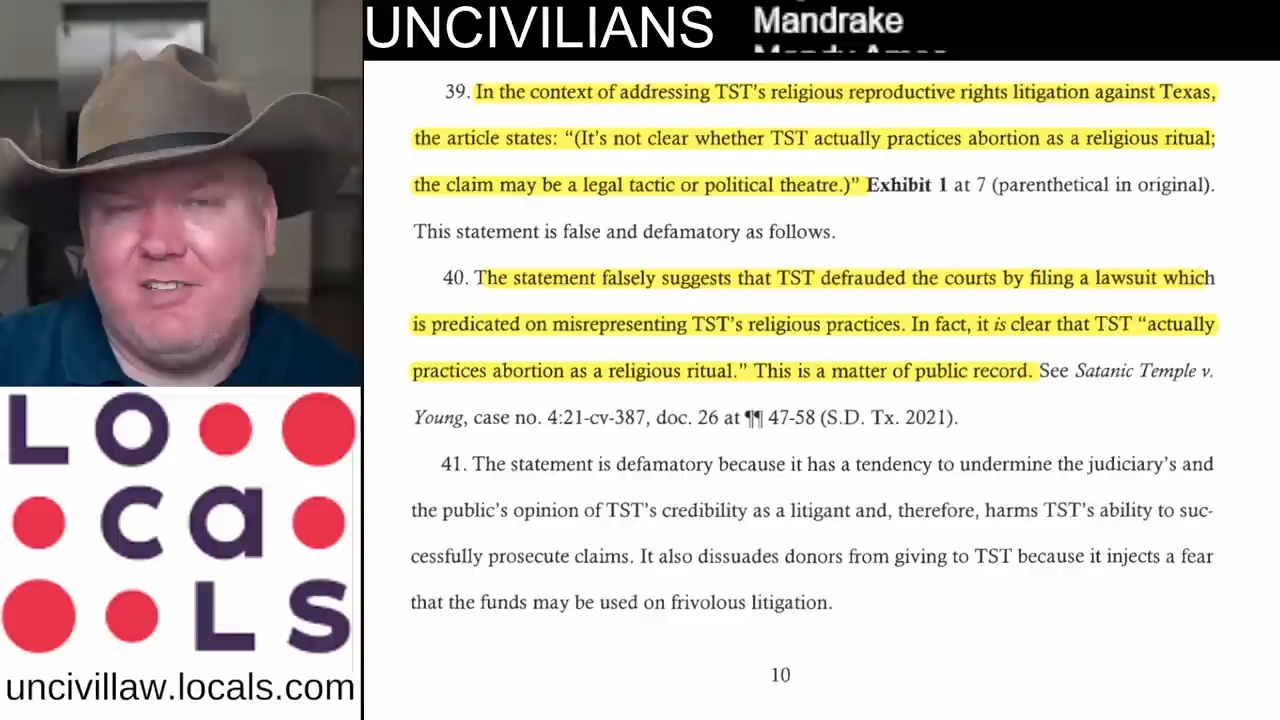 UNCIVILIANS
Mandrake
39. In the context of addressing TST's religious reproductive rights litigation against Texas,
the article states: “(It's not clear whether TST actually practices abortion as a religious ritual;
the claim may be a legal tactic or political theatre.)” Exhibit 1 at 7 (parenthetical in original).
This statement is false and defamatory as follows.
40. The statement falsely suggests that TST defrauded the courts by filing a lawsuit which
is predicated on misrepresenting TST's religious practices. In fact, it is clear that TST “actually
practices abortion as a religious ritual.” This is a matter of public record. See Satanic Temple v.
Young, case no. 4:21-cv-387, doc. 26 at ¶¶ 47-58 (S.D. Tx. 2021).
41. The statement is defamatory because it has a tendency to undermine the judiciary's and
the public's opinion of TST's credibility as a litigant and, therefore, harms TST's ability to suc-
cessfully prosecute claims. It also dissuades donors from giving to TST because it injects a fear
that the funds may be used on frivolous litigation.
10
LO
ca
LS
uncivillaw.locals.com